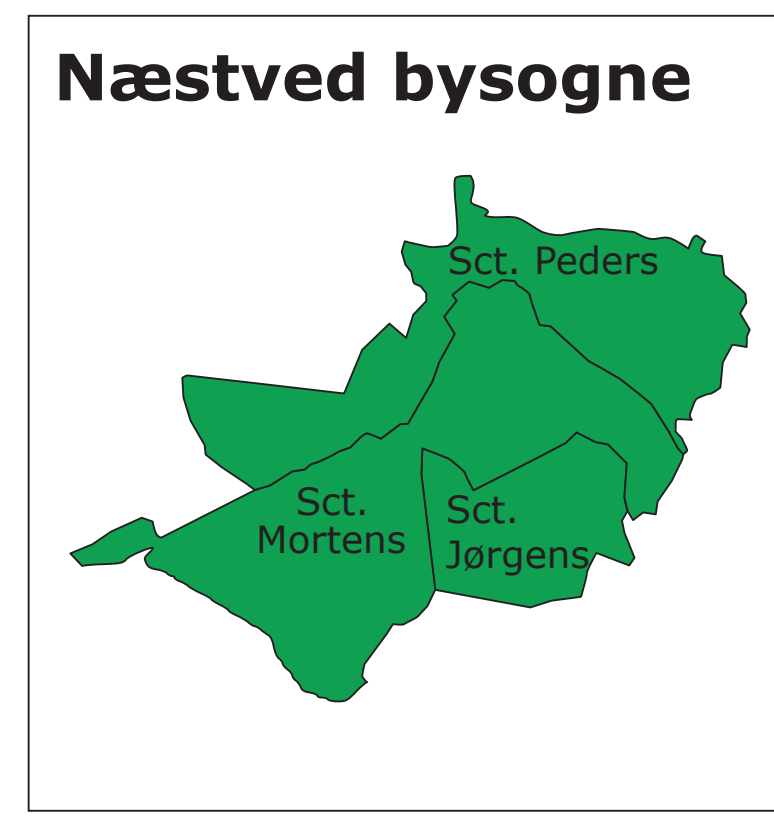 Næstved bysogne
Sct. Peders
Sct.
Mortens
Sct.
Jørgens